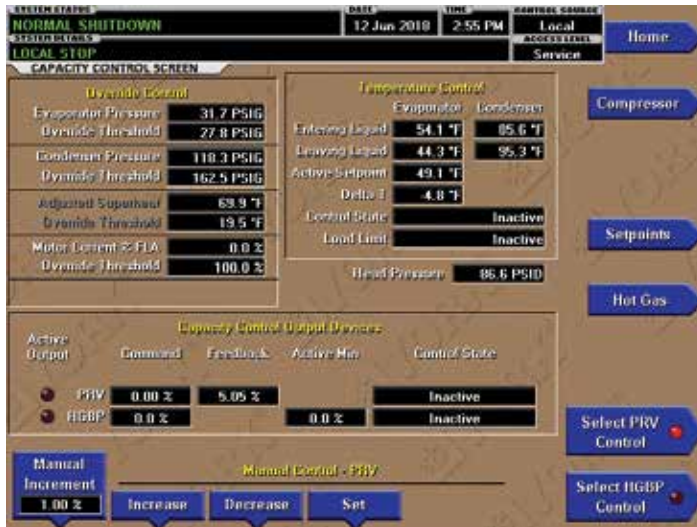 SYSTEM STATUS
NORMAL SHUTDOWN
DATE
12 Jun 2018
TIME
2:55 PM
CONTROL SOURCE
Local
SYSTEM DETAILS
LOCAL STOP
ACCESS LEVEL
Service
Home
CAPACITY CONTROL SCREEN
Override Control
Evaporator Pressure 31.7 PSIG
Override Threshold 27.8 PSIG
Condenser Pressure 118.3 PSIG
Override Threshold 162.5 PSIG
Adjusted Superheat 69.9 °F
Override Threshold 19.5 °F
Motor Current % FLA 0.0 %
Override Threshold 100.0 %
Temperature Control
Evaporator Condenser
Entering Liquid 54.1 °F 85.6 °F
Leaving Liquid 44.3 °F 95.3 °F
Active Setpoint 49.1 °F
Delta T -4.8 °F
Control State Inactive
Load Limit Inactive
Head Pressure 86.6 PSID
Compressor
Setpoints
Hot Gas
Capacity Control Output Devices
Active Output Command Feedback Active Min Control State
PRV 0.00 % 5.05 % Inactive
HGBP 0.0 % 0.0 % Inactive
Select PRV
Control
Select HGBP
Control
Manual Control - PRV
Manual
Increment
1.00 %
Increase Decrease Set